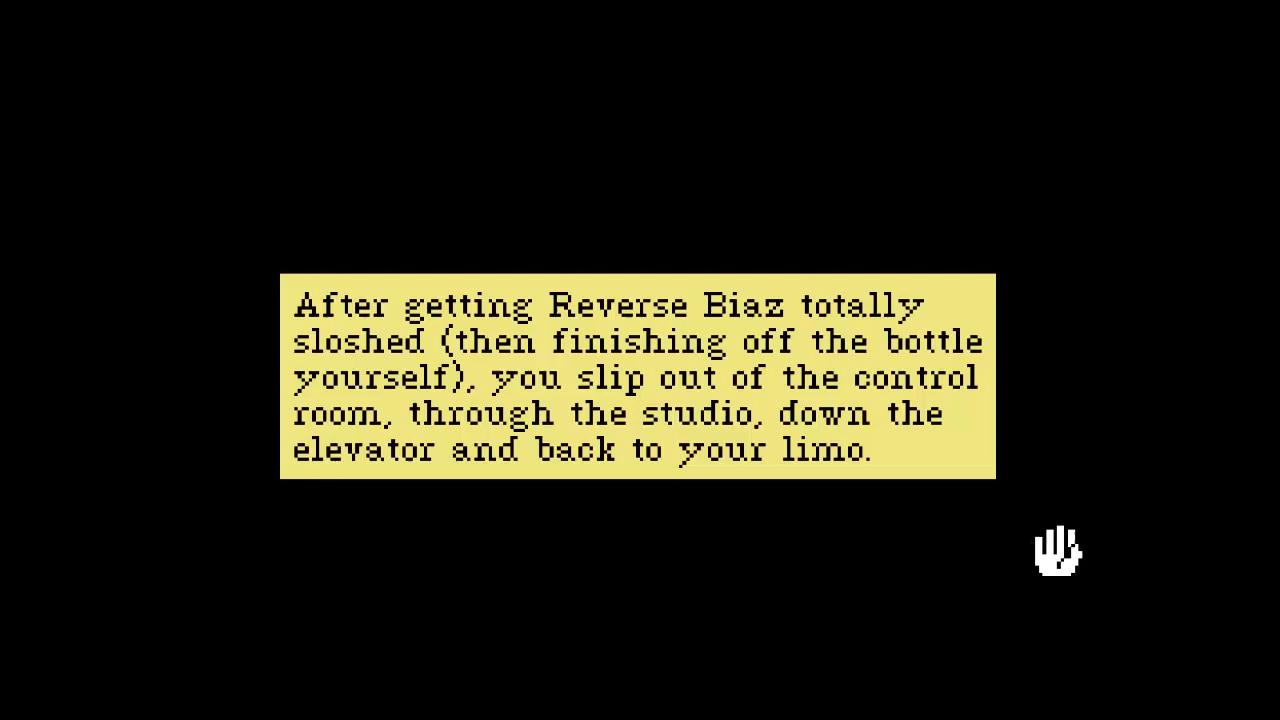 After getting Reverse Biaz totally
sloshed (then finishing off the bottle
yourself), you slip out of the control
room, through the studio, down the
elevator and back to your limo.